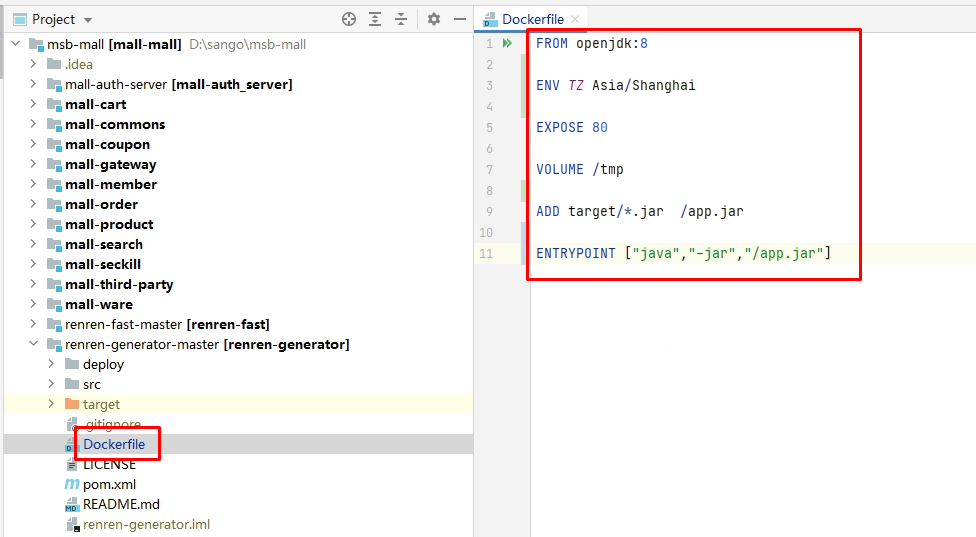 Project
msb-mall [mall-mall] D:\sango\msb-mall
.idea
mall-auth-server [mall-auth_server]
mall-cart
mall-commons
mall-coupon
mall-gateway
mall-member
mall-order
mall-product
mall-search
mall-seckill
mall-third-party
mall-ware
renren-fast-master [renren-fast]
renren-generator-master [renren-generator]
deploy
src
target
.gitignore
Dockerfile
LICENSE
pom.xml
README.md
renren-generator.iml
Dockerfile
1 FROM openjdk:8
2
3 ENV TZ Asia/Shanghai
4
5 EXPOSE 80
6
7 VOLUME /tmp
8
9 ADD target/*.jar  /app.jar
10
11 ENTRYPOINT ["java","-jar","/app.jar"]